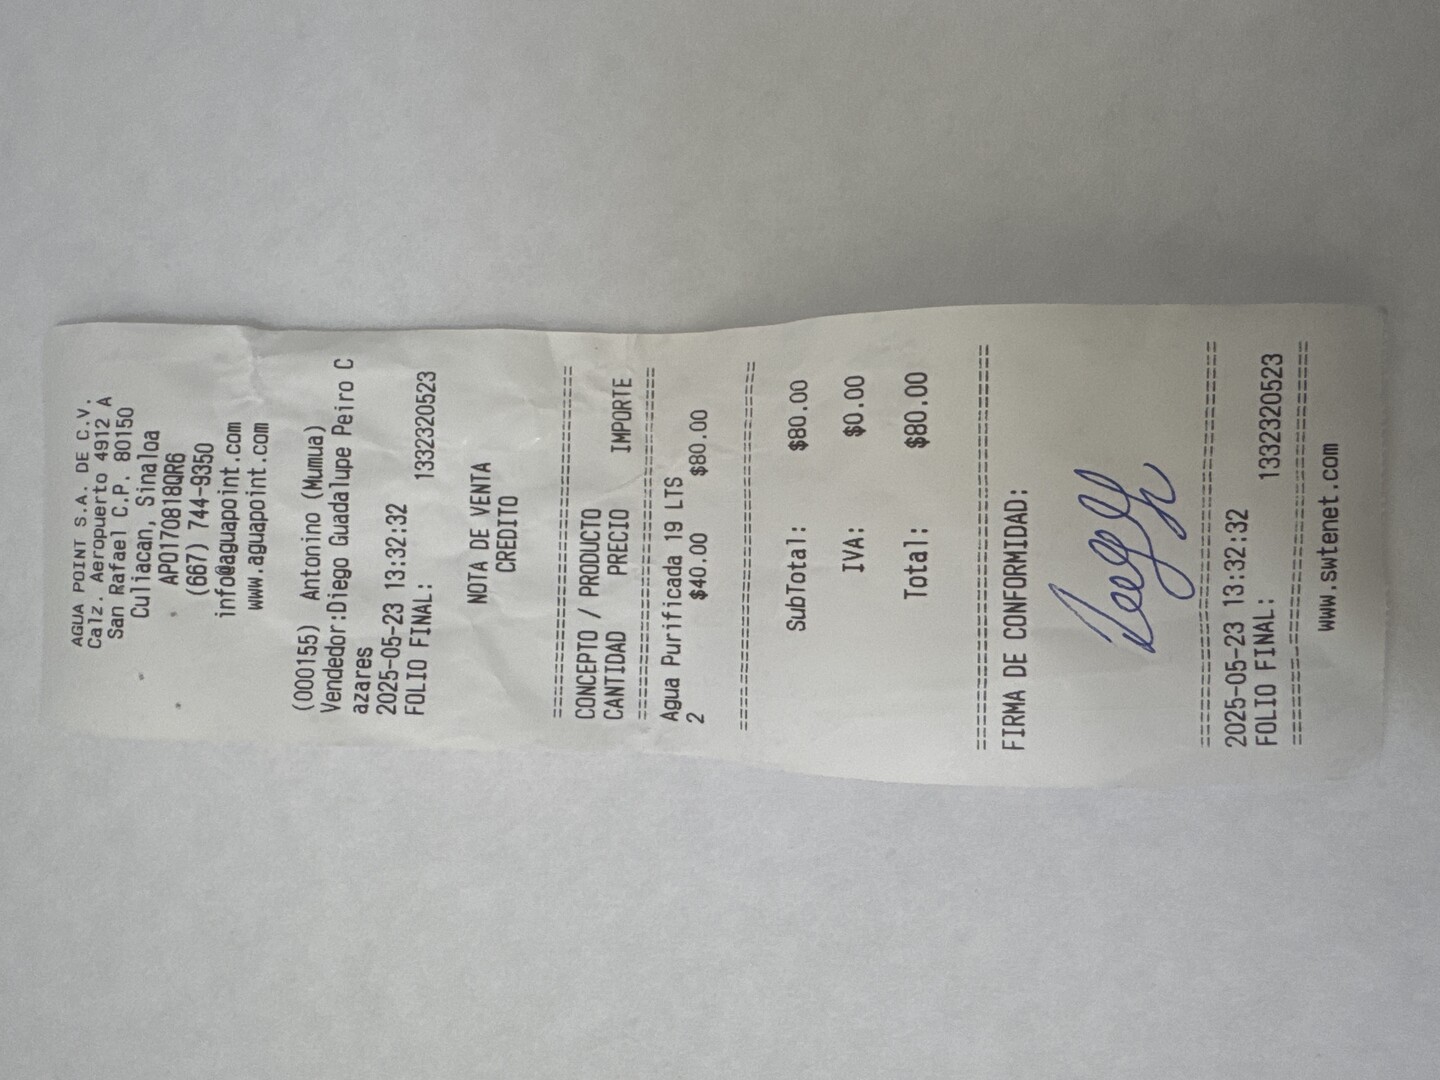 AGUA POINT S.A. DE C.V.
Calz. Aeropuerto 4912 A
San Rafael C.P. 80150
Culiacan, Sinaloa
APO170818QR6
(667) 744-9350
info@aguapoint.com
www.aguapoint.com
(000155) Antonino (Mumua)
Vendedor:Diego Guadalupe Peiro C
azares
2025-05-23 13:32:32
FOLIO FINAL: 1332320523
NOTA DE VENTA
CREDITO
================================
CONCEPTO / PRODUCTO
CANTIDAD PRECIO IMPORTE
================================
Agua Purificada 19 LTS
2 $40.00 $80.00
================================
SubTotal: $80.00
IVA: $0.00
Total: $80.00
================================
FIRMA DE CONFORMIDAD:
================================
2025-05-23 13:32:32
FOLIO FINAL: 1332320523
================================
www.swtenet.com